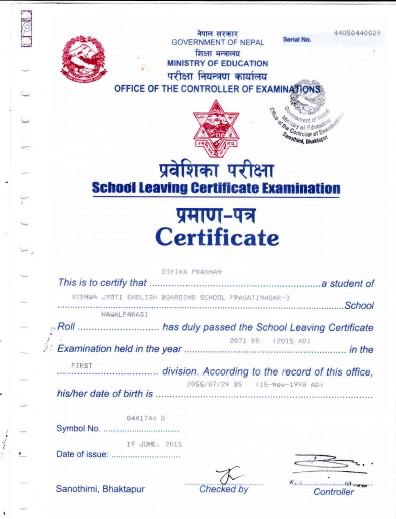 नेपाल सरकार
GOVERNMENT OF NEPAL
Serial No. 44050440029
शिक्षा मन्त्रालय
MINISTRY OF EDUCATION
परीक्षा नियन्त्रण कार्यालय
OFFICE OF THE CONTROLLER OF EXAMINATIONS
Government of Nepal
Ministry of Education
Office of the Controller of Examinations
Sanothimi, Bhaktapur
प्रवेशिका परीक्षा
School Leaving Certificate Examination
प्रमाण-पत्र
Certificate
This is to certify that DIPIKA PRADHAN a student of
VISHWA JYOTI ENGLISH BOARDING SCHOOL PRAGATINAGAR-3 School
NAWALPARASI
Roll has duly passed the School Leaving Certificate
Examination held in the year 2071 BS (2015 AD) in the
FIRST division. According to the record of this office,
his/her date of birth is 2055/07/29 BS (15-Nov-1998 AD)
Symbol No. 0441744 O
Date of issue: 19 JUNE, 2015
Sanothimi, Bhaktapur Checked by Controller